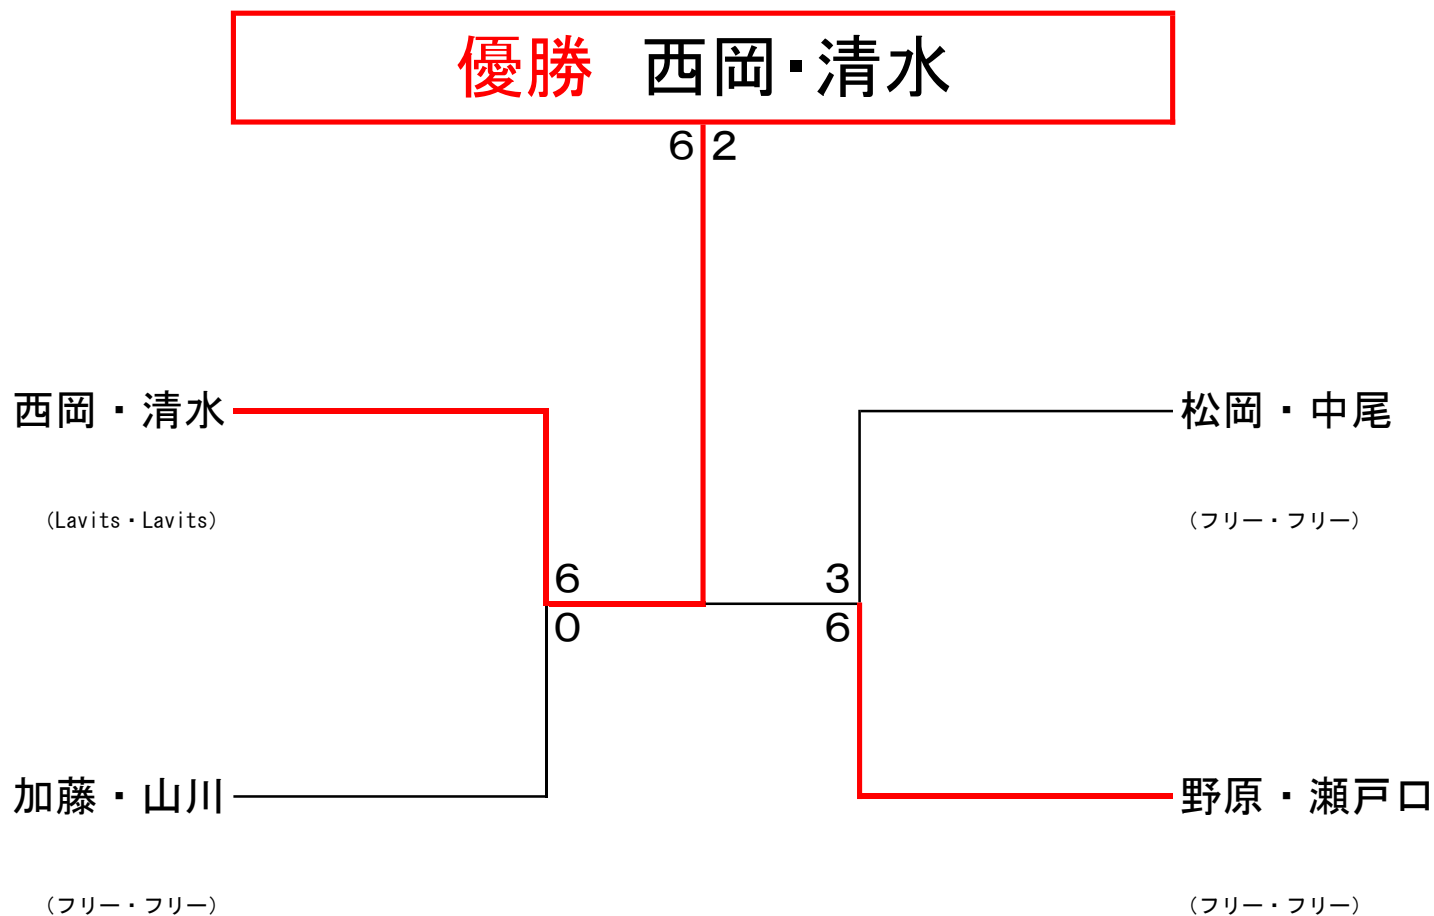 優勝　西岡・清水
6 2
西岡・清水
松岡・中尾
（Lavits・Lavits）
（フリー・フリー）
6
3
0
6
加藤・山川
野原・瀬戸口
（フリー・フリー）
（フリー・フリー）